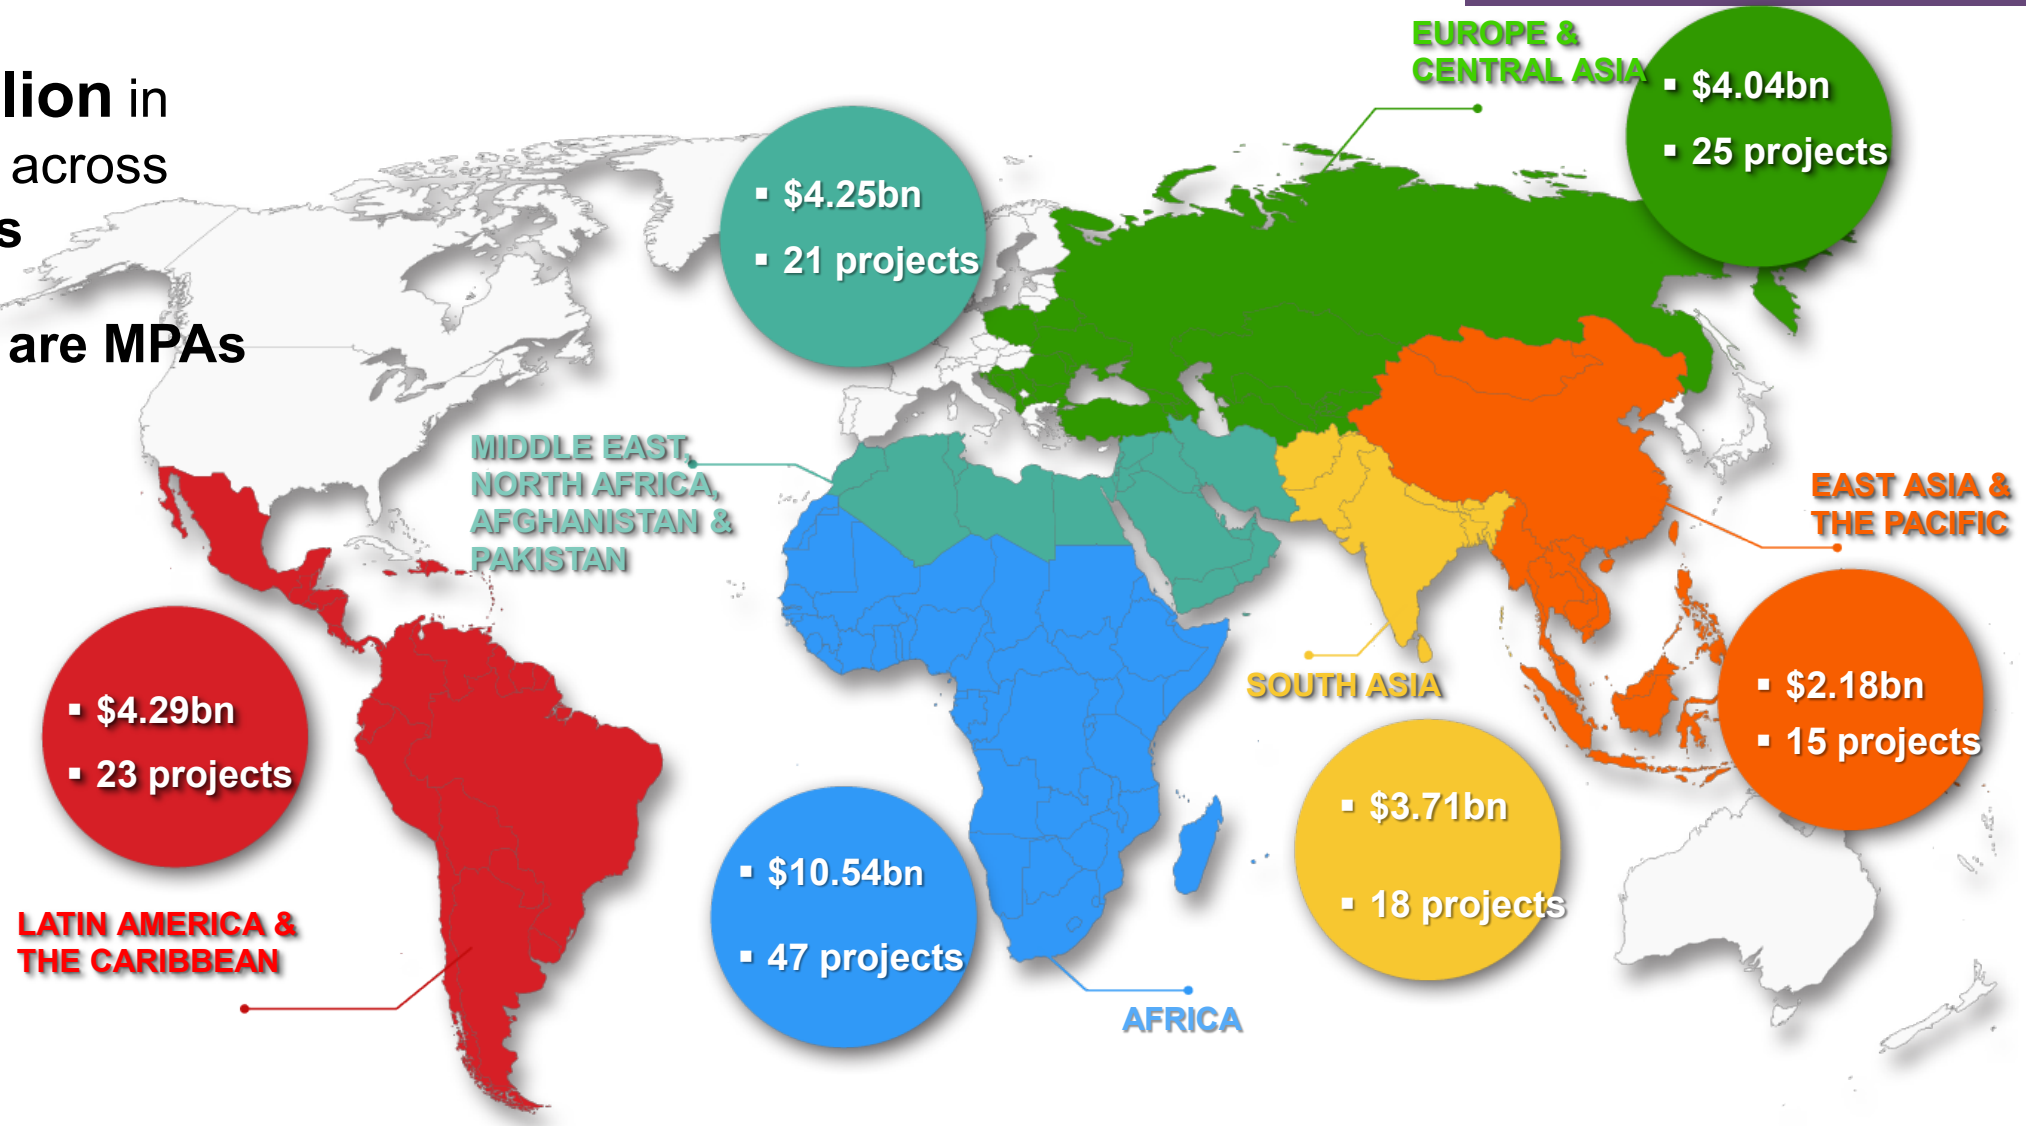 in
across
are MPAs
EUROPE &
CENTRAL ASIA
▪ $4.04bn
▪ 25 projects
▪ $4.25bn
▪ 21 projects
MIDDLE EAST,
NORTH AFRICA,
AFGHANISTAN &
PAKISTAN
EAST ASIA &
THE PACIFIC
▪ $2.18bn
▪ 15 projects
SOUTH ASIA
▪ $3.71bn
▪ 18 projects
▪ $4.29bn
▪ 23 projects
LATIN AMERICA &
THE CARIBBEAN
▪ $10.54bn
▪ 47 projects
AFRICA